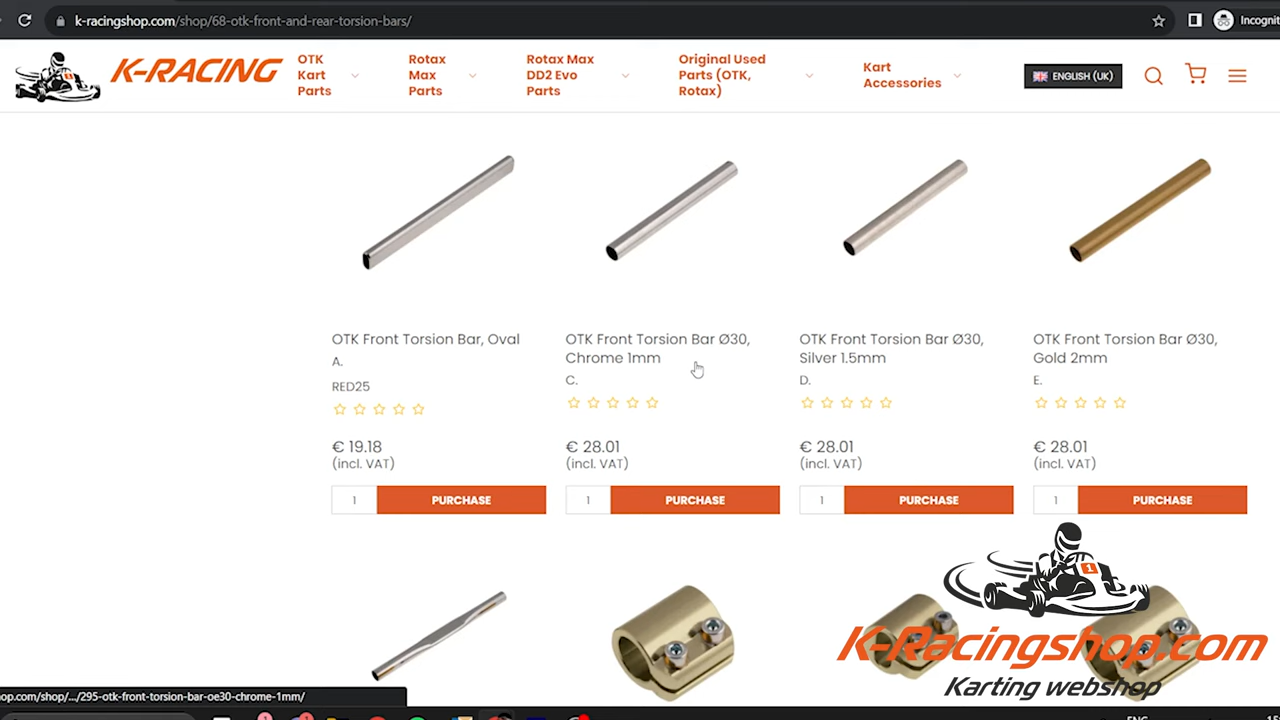 k-racingshop.com/shop/68-otk-front-and-rear-torsion-bars/
Incognit
K-RACING
OTK
Kart
Parts
Rotax
Max
Parts
Rotax Max
DD2 Evo
Parts
Original Used
Parts (OTK,
Rotax)
Kart
Accessories
ENGLISH (UK)
OTK Front Torsion Bar, Oval
A.
RED25
€ 19.18
(incl. VAT)
1
PURCHASE
OTK Front Torsion Bar Ø30,
Chrome 1mm
C.
€ 28.01
(incl. VAT)
1
PURCHASE
OTK Front Torsion Bar Ø30,
Silver 1.5mm
D.
€ 28.01
(incl. VAT)
1
PURCHASE
OTK Front Torsion Bar Ø30,
Gold 2mm
E.
€ 28.01
(incl. VAT)
1
PURCHASE
1
K-Racingshop.com
Karting webshop
op.com/shop/.../295-otk-front-torsion-bar-oe30-chrome-1mm/
ENG